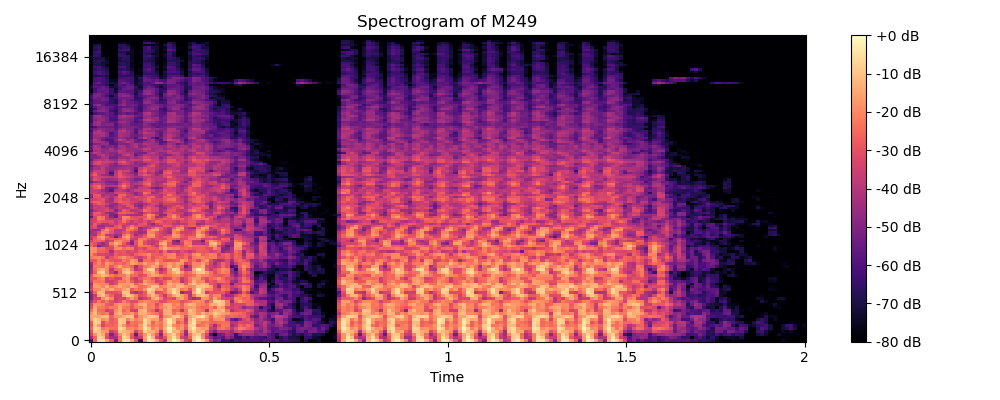 Spectrogram of M249
16384
8192
4096
2048
1024
512
0
Hz
0
0.5
1
1.5
2
Time
+0 dB
-10 dB
-20 dB
-30 dB
-40 dB
-50 dB
-60 dB
-70 dB
-80 dB